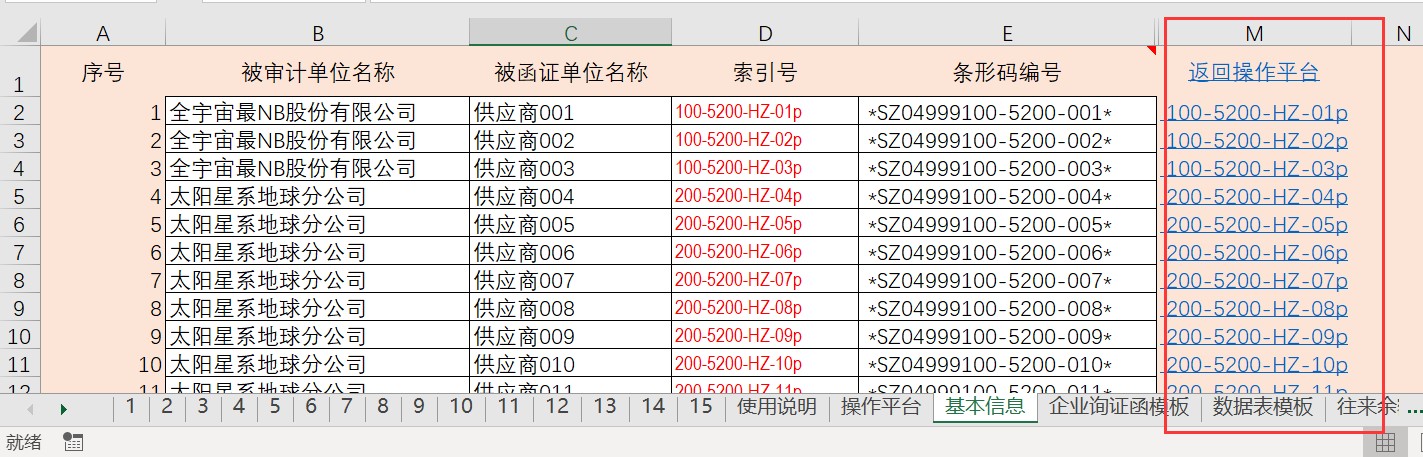 A B C D E M N
1 序号 被审计单位名称 被函证单位名称 索引号 条形码编号 返回操作平台
2 1 全宇宙最NB股份有限公司 供应商001 100-5200-HZ-01p *SZ04999100-5200-001* 100-5200-HZ-01p
3 2 全宇宙最NB股份有限公司 供应商002 100-5200-HZ-02p *SZ04999100-5200-002* 100-5200-HZ-02p
4 3 全宇宙最NB股份有限公司 供应商003 100-5200-HZ-03p *SZ04999100-5200-003* 100-5200-HZ-03p
5 4 太阳星系地球分公司 供应商004 200-5200-HZ-04p *SZ04999100-5200-004* 200-5200-HZ-04p
6 5 太阳星系地球分公司 供应商005 200-5200-HZ-05p *SZ04999100-5200-005* 200-5200-HZ-05p
7 6 太阳星系地球分公司 供应商006 200-5200-HZ-06p *SZ04999100-5200-006* 200-5200-HZ-06p
8 7 太阳星系地球分公司 供应商007 200-5200-HZ-07p *SZ04999100-5200-007* 200-5200-HZ-07p
9 8 太阳星系地球分公司 供应商008 200-5200-HZ-08p *SZ04999100-5200-008* 200-5200-HZ-08p
10 9 太阳星系地球分公司 供应商009 200-5200-HZ-09p *SZ04999100-5200-009* 200-5200-HZ-09p
11 10 太阳星系地球分公司 供应商010 200-5200-HZ-10p *SZ04999100-5200-010* 200-5200-HZ-10p
12 11 太阳星系地球分公司 供应商011 200-5200-HZ-11p *SZ04999100-5200-011* 200-5200-HZ-11p
1 2 3 4 5 6 7 8 9 10 11 12 13 14 15 使用说明 操作平台 基本信息 企业询证函模板 数据表模板 往来余 ...
就绪